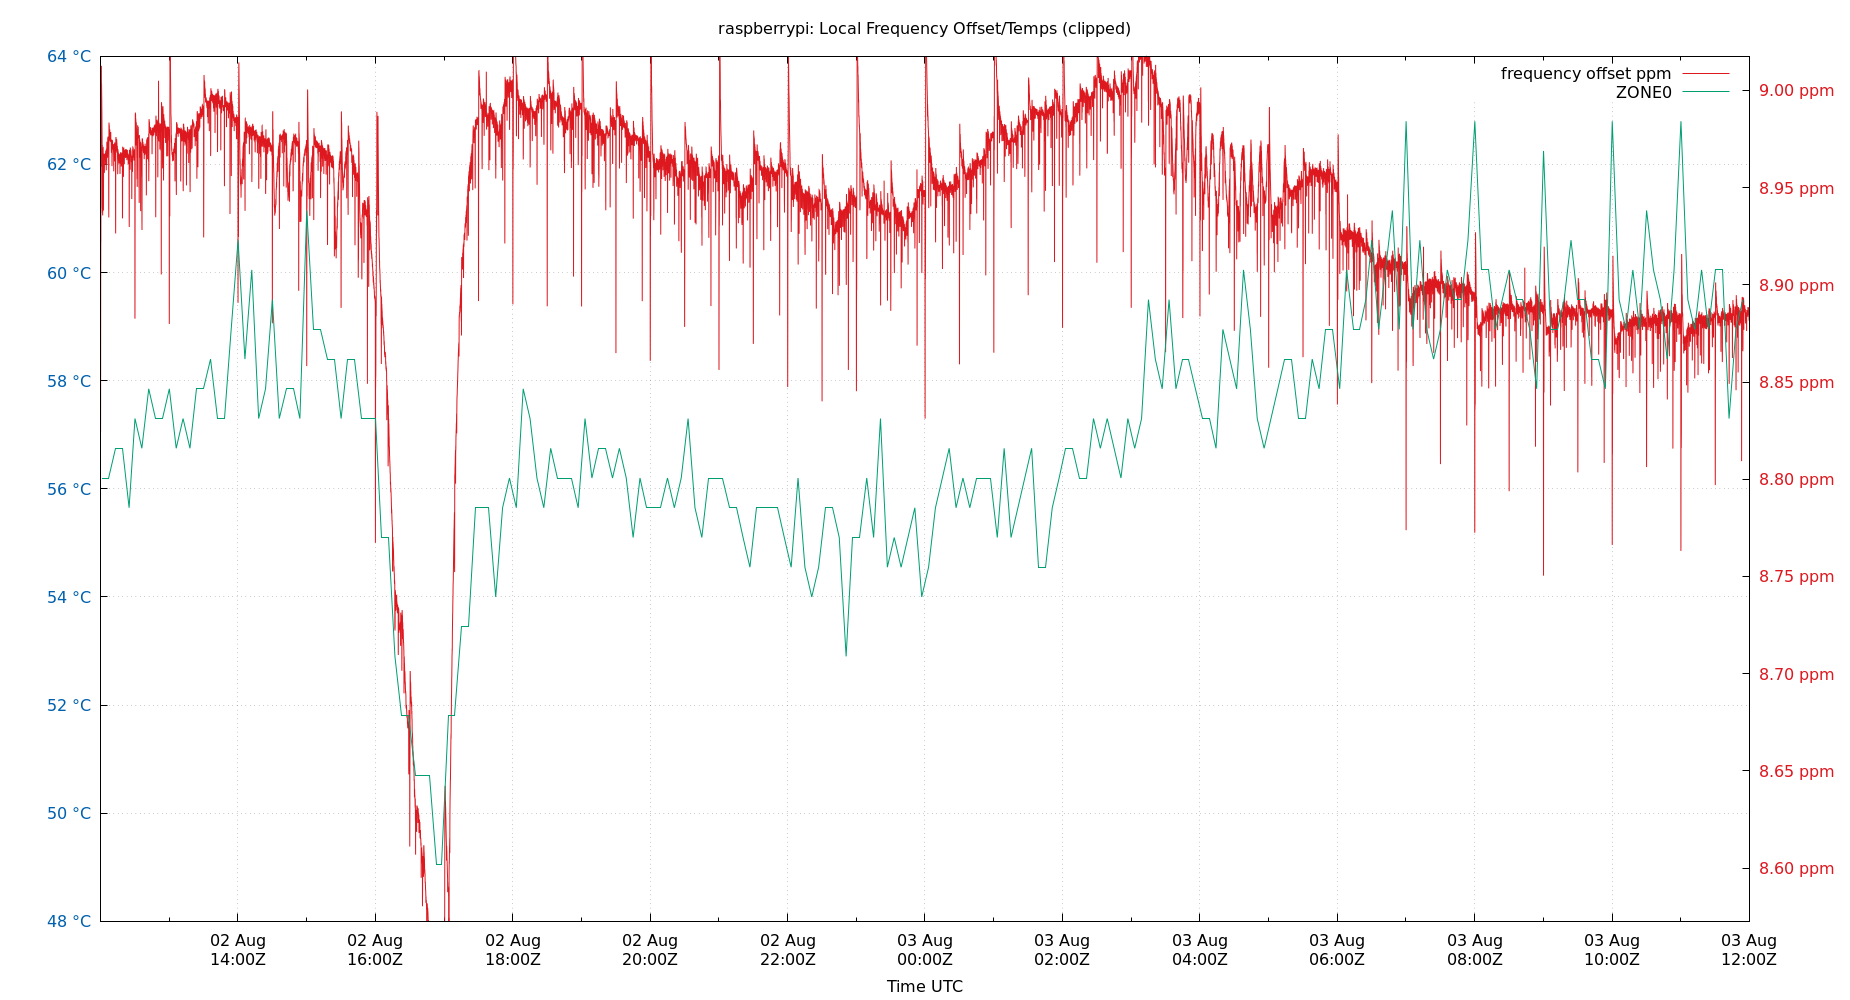 raspberrypi: Local Frequency Offset/Temps (clipped)
frequency offset ppm
ZONE0
64 °C
62 °C
60 °C
58 °C
56 °C
54 °C
52 °C
50 °C
48 °C
9.00 ppm
8.95 ppm
8.90 ppm
8.85 ppm
8.80 ppm
8.75 ppm
8.70 ppm
8.65 ppm
8.60 ppm
02 Aug
14:00Z
02 Aug
16:00Z
02 Aug
18:00Z
02 Aug
20:00Z
02 Aug
22:00Z
03 Aug
00:00Z
03 Aug
02:00Z
03 Aug
04:00Z
03 Aug
06:00Z
03 Aug
08:00Z
03 Aug
10:00Z
03 Aug
12:00Z
Time UTC